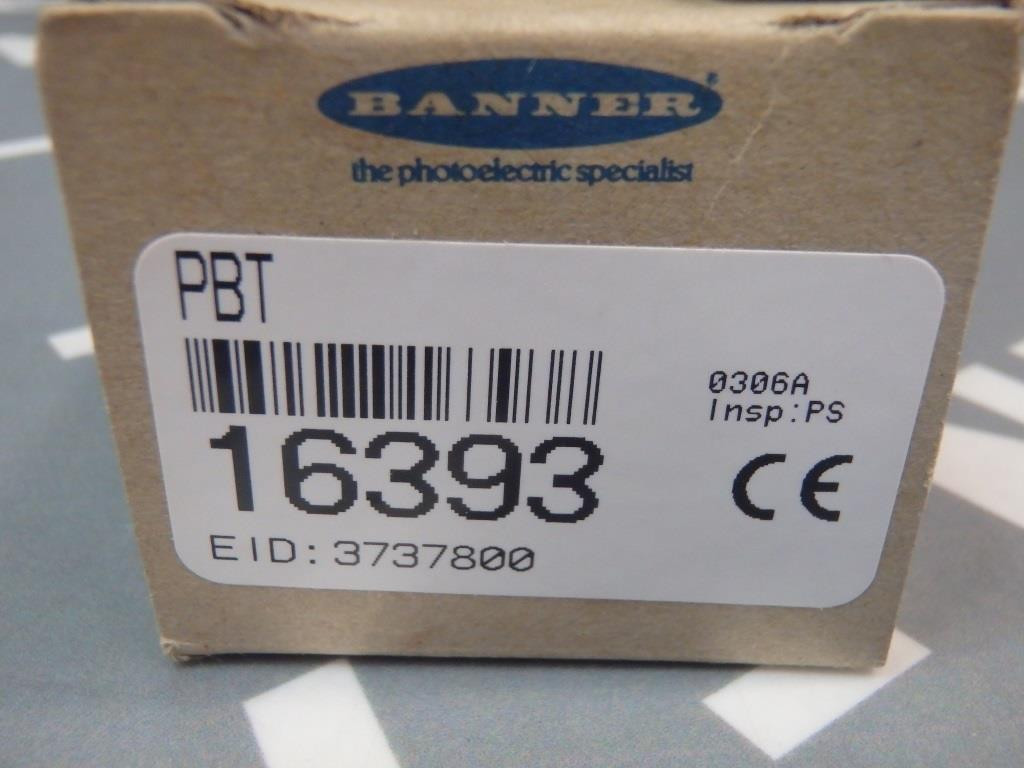 BANNER®
the photoelectric specialist
PBT
0306A
Insp:PS
16393
CE
EID:3737800